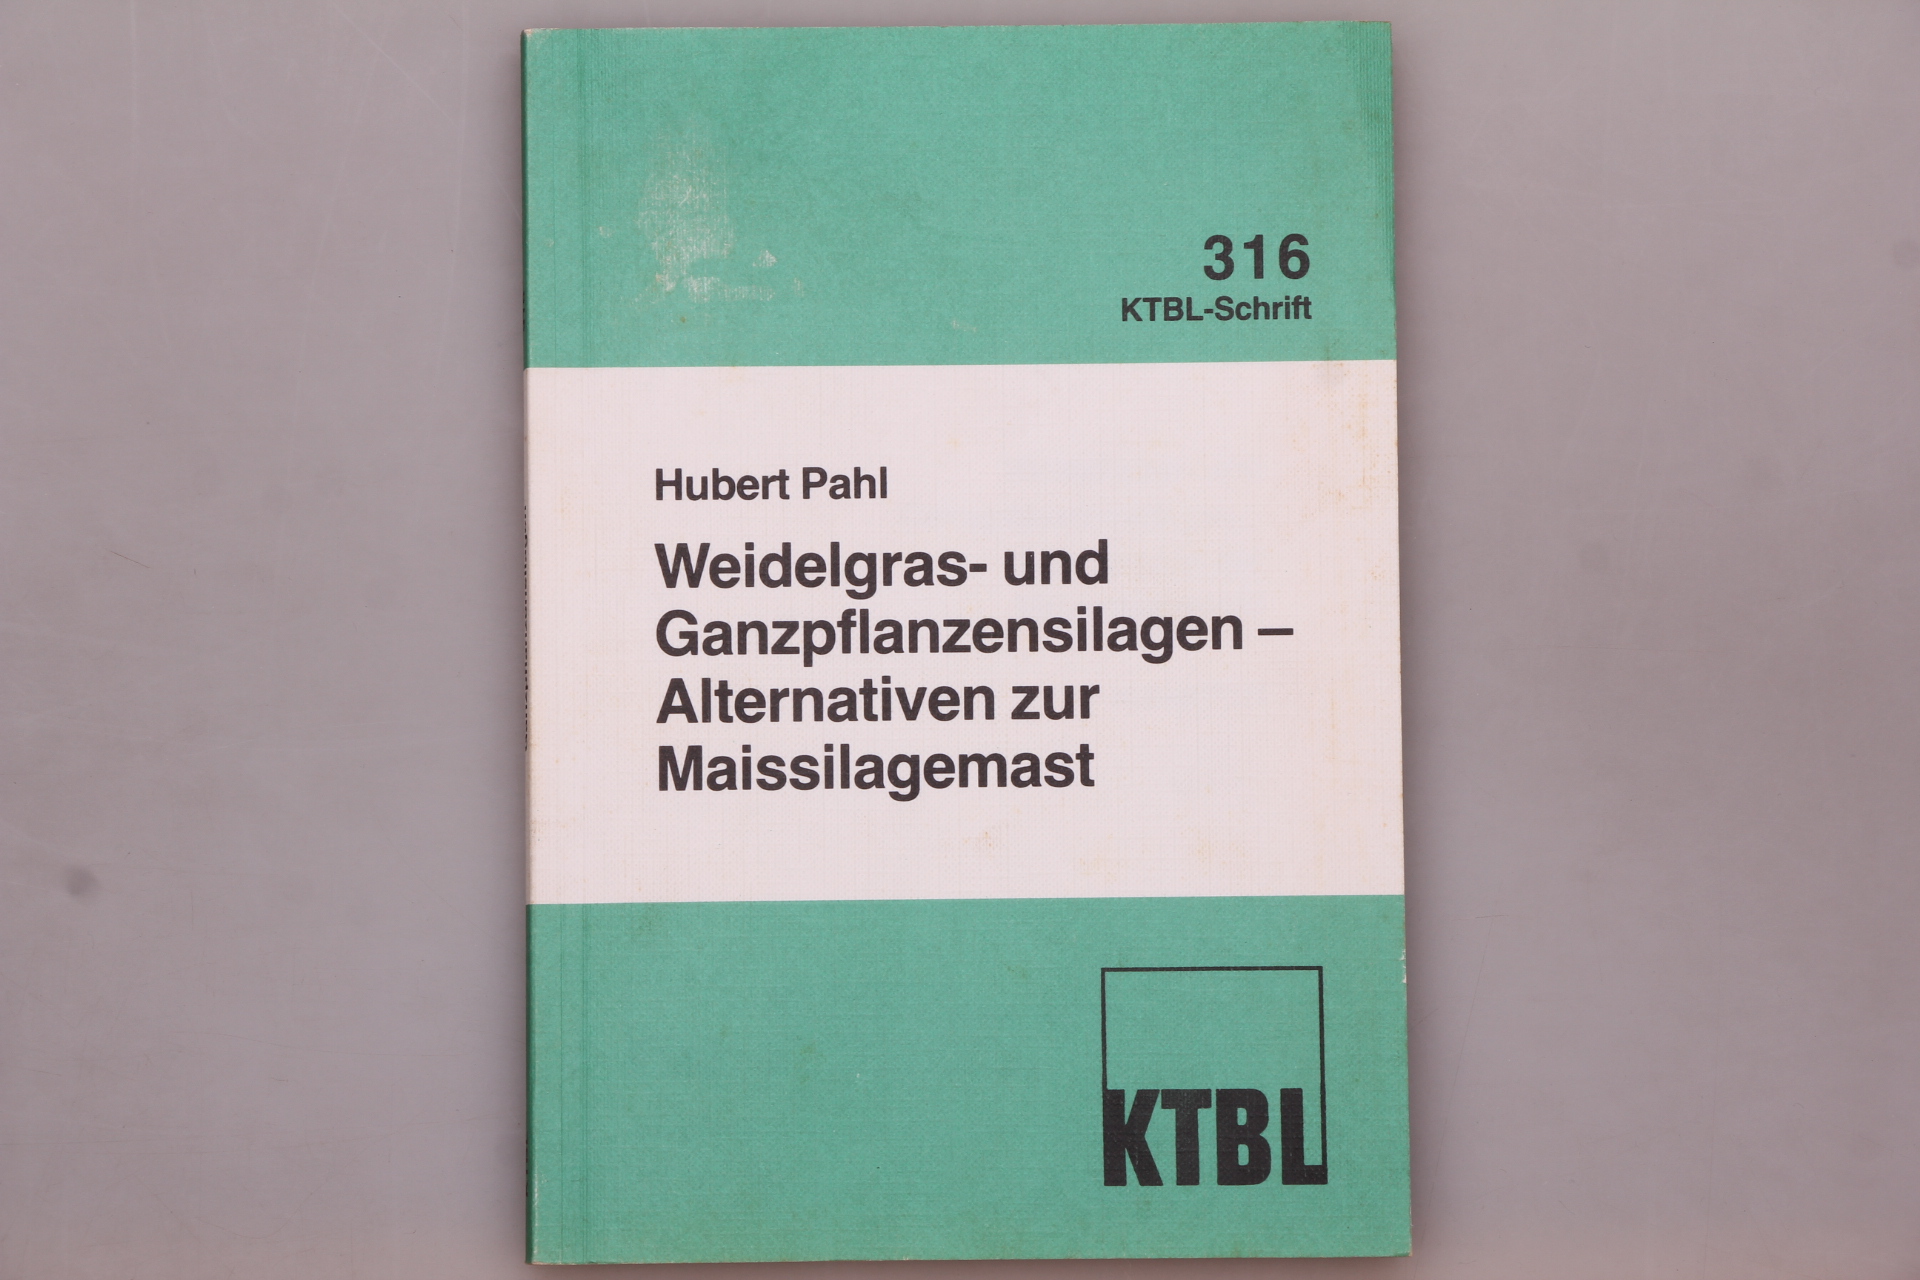 316
KTBL-Schrift
Hubert Pahl
Weidelgras- und
Ganzpflanzensilagen –
Alternativen zur
Maissilagemast
KTBL